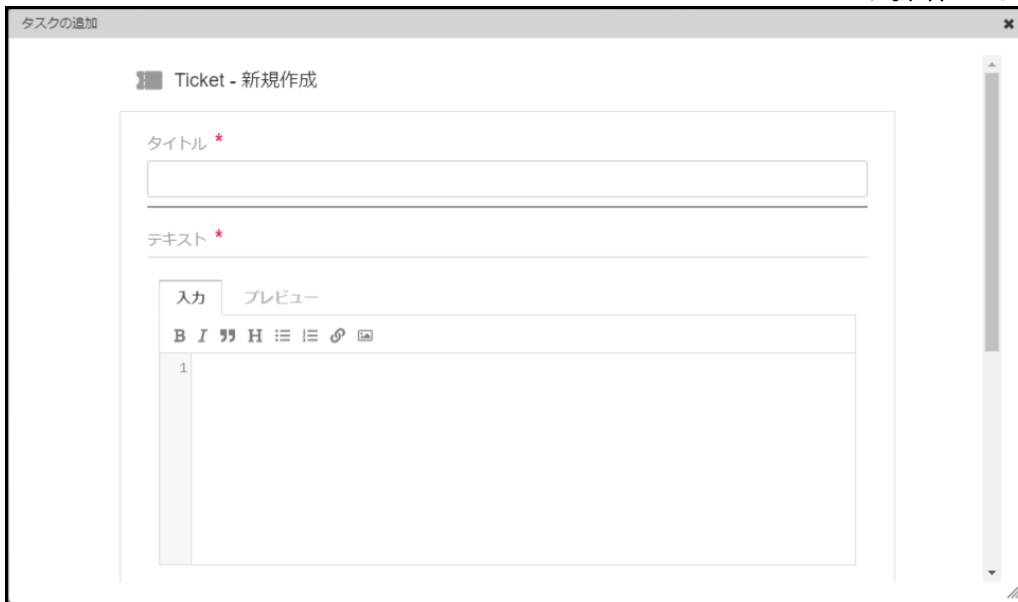 タスクの追加
Ticket - 新規作成
タイトル *
テキスト *
入力 プレビュー
B I H
1